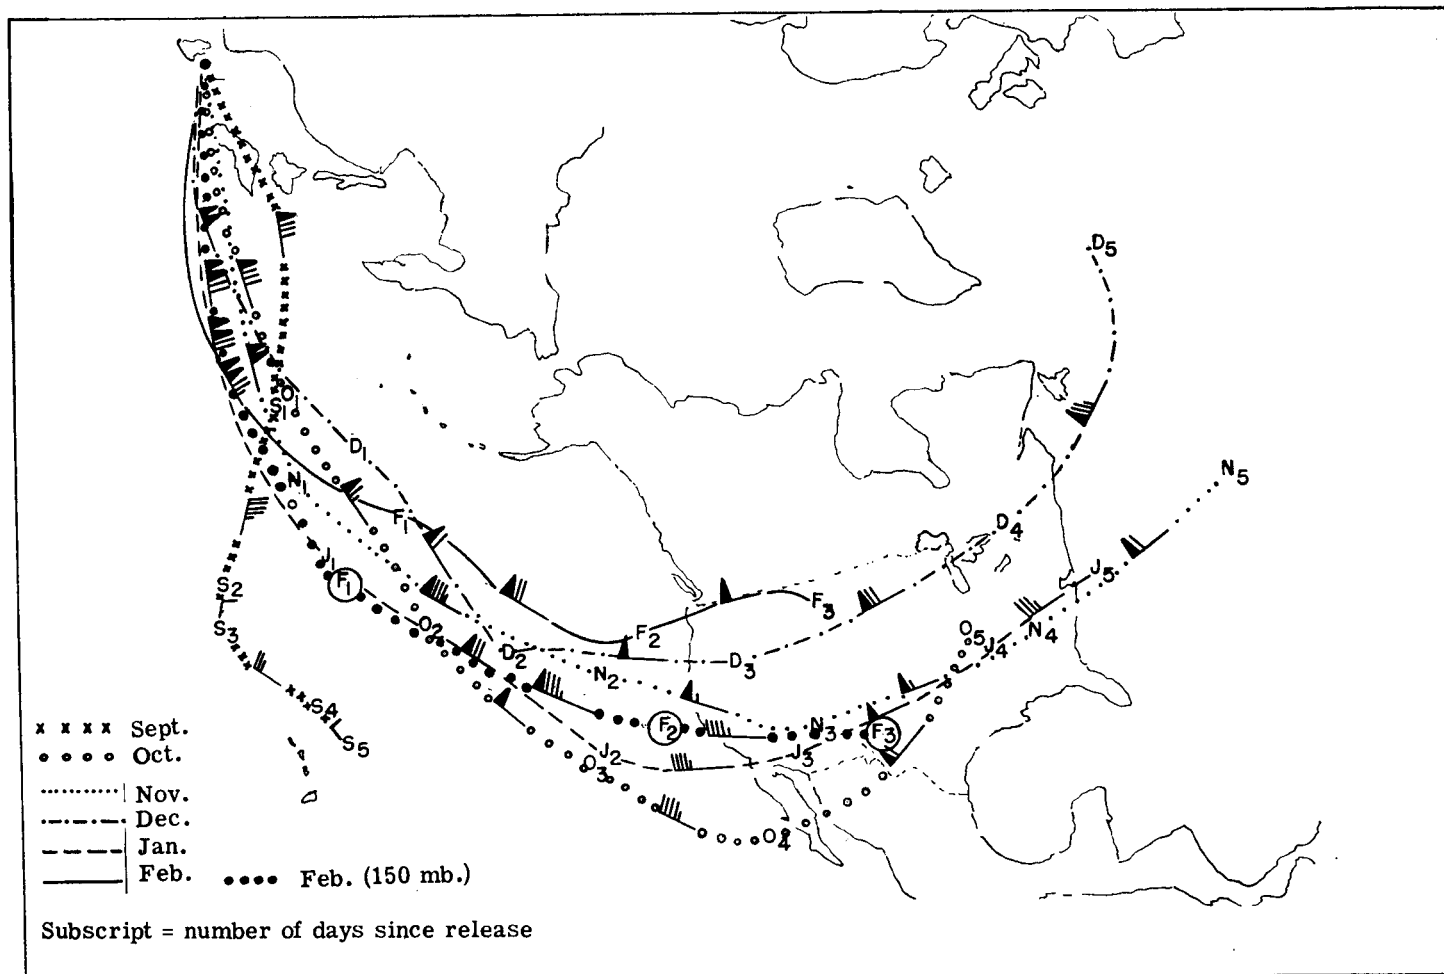 D5
O1
S1
D1
N5
N1
F1
D4
J1
F1
J5
S2
F3
O2
F2
O5
N4
S3
D2
D3
J4
N2
S4
F2
N3
F3
S5
J2
J3
O3
O4
x x x x Sept.
Oct.
Nov.
Dec.
Jan.
Feb.
Feb. (150 mb.)
Subscript = number of days since release